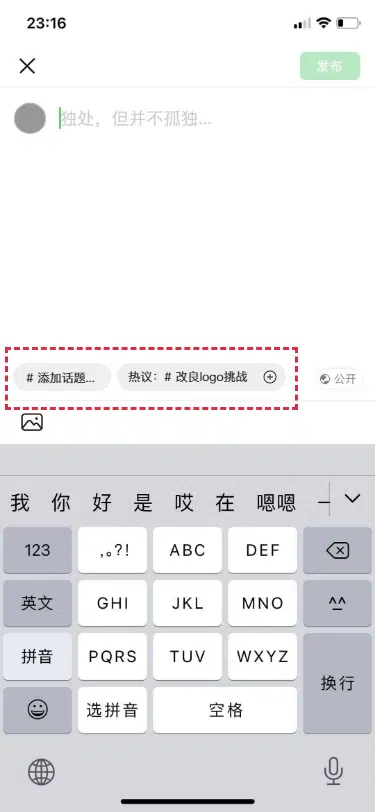 23:16
发布
独处，但并不孤独...
# 添加话题...
热议：# 改良logo挑战
公开
我 你 好 是 哎 在 嗯嗯 一
123 ,。?! ABC DEF
英文 GHI JKL MNO ^^
拼音 PQRS TUV WXYZ
换行
选拼音 空格